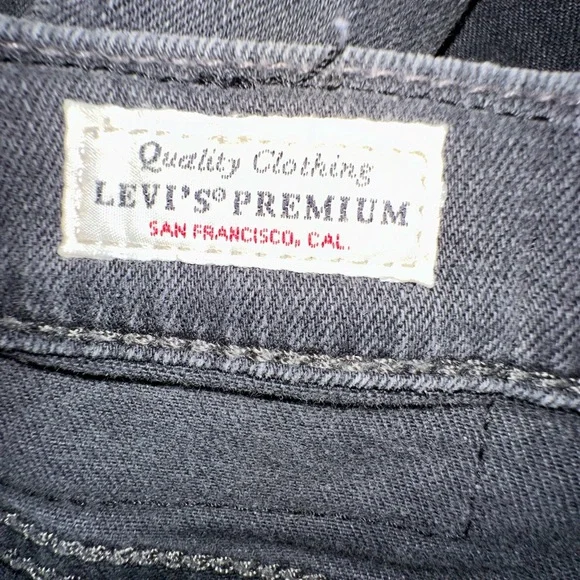 Quality Clothing
LEVI'S® PREMIUM
SAN FRANCISCO, CAL.